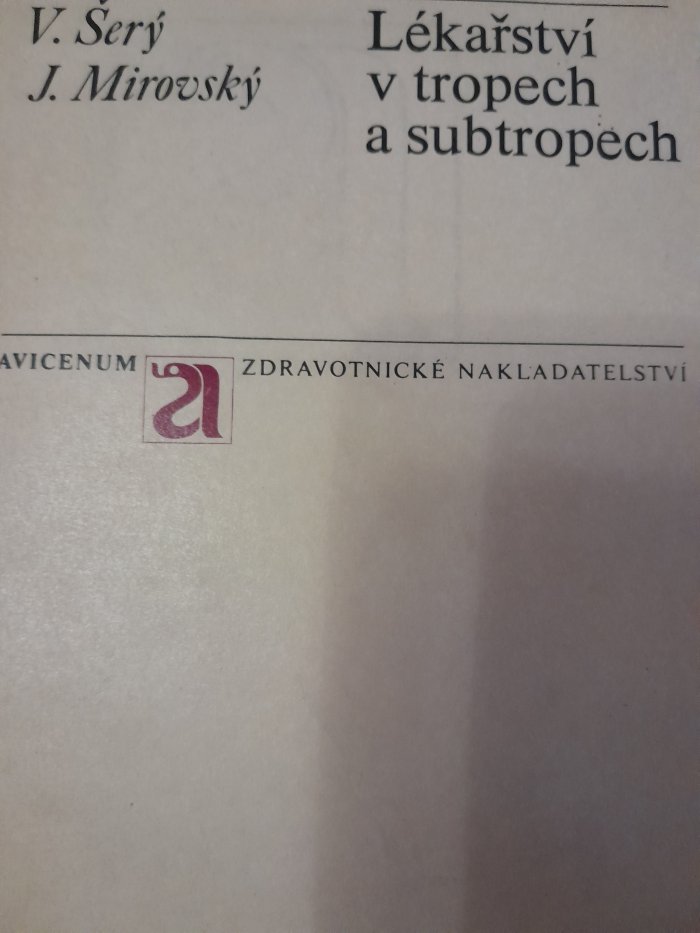 V. Šerý
J. Mirovský
Lékařství
v tropech
a subtropech
AVICENUM a ZDRAVOTNICKÉ NAKLADATELSTVÍ